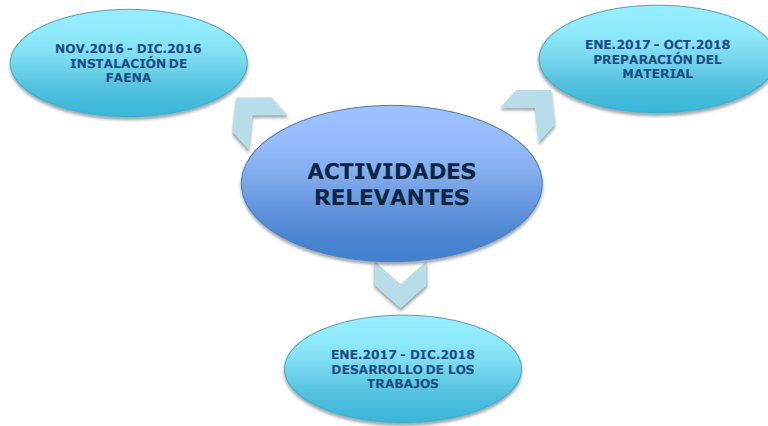 NOV.2016 - DIC.2016
INSTALACIÓN DE
FAENA
ENE.2017 - OCT.2018
PREPARACIÓN DEL
MATERIAL
ACTIVIDADES
RELEVANTES
ENE.2017 - DIC.2018
DESARROLLO DE LOS
TRABAJOS